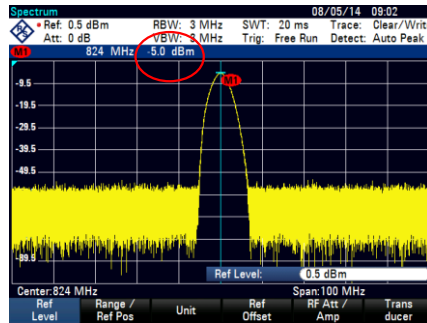 Spectrum 08/05/14 09:02
Ref: 0.5 dBm RBW: 3 MHz SWT: 20 ms Trace: Clear/Writ
Att: 0 dB VBW: 3 MHz Trig: Free Run Detect: Auto Peak
M1 824 MHz -5.0 dBm
M1
-9.5
-19.5
-29.5
-39.5
-49.5
-89.5
Ref Level: 0.5 dBm
Center:824 MHz Span:100 MHz
Ref Level Range / Ref Pos Unit Ref Offset RF Att / Amp Trans ducer